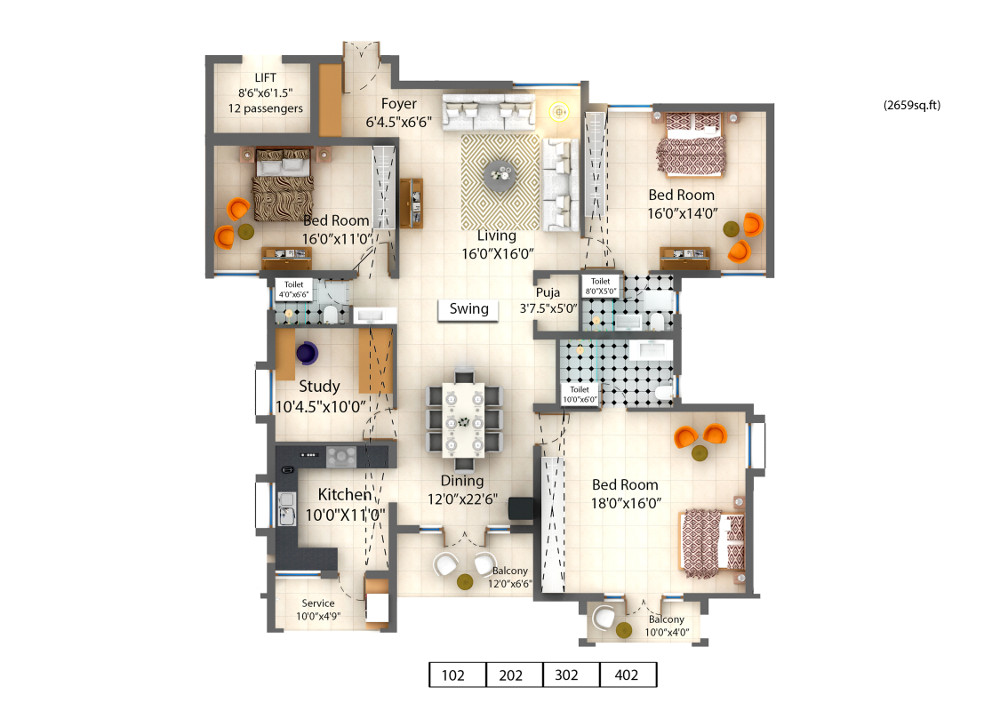 LIFT
8'6"x6'1.5"
12 passengers
Foyer
6'4.5"x6'6"
(2659sq.ft)
Bed Room
16'0"x11'0"
Living
16'0"X16'0"
Bed Room
16'0"x14'0"
Toilet
4'0"x6'6"
Swing
Puja
3'7.5"x5'0"
Toilet
8'0"X5'0"
Study
10'4.5"x10'0"
Toilet
10'0"x6'0"
Kitchen
10'0"X11'0"
Dining
12'0"x22'6"
Bed Room
18'0"x16'0"
Balcony
12'0"x6'6"
Service
10'0"x4'9"
Balcony
10'0"x4'0"
102 202 302 402